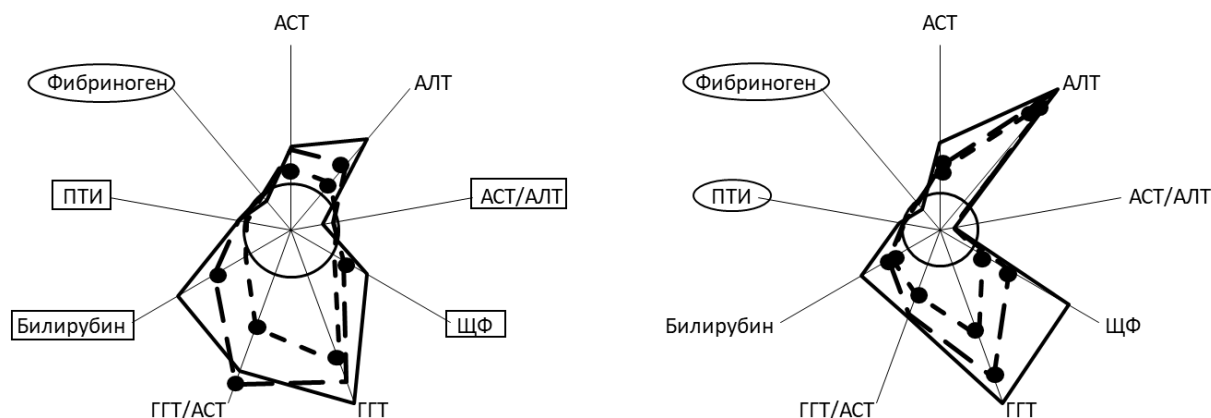 АСТ
Фибриноген
АЛТ
ПТИ
АСТ/АЛТ
Билирубин
ЩФ
ГГТ/АСТ
ГГТ
АСТ
Фибриноген
АЛТ
ПТИ
АСТ/АЛТ
Билирубин
ЩФ
ГГТ/АСТ
ГГТ